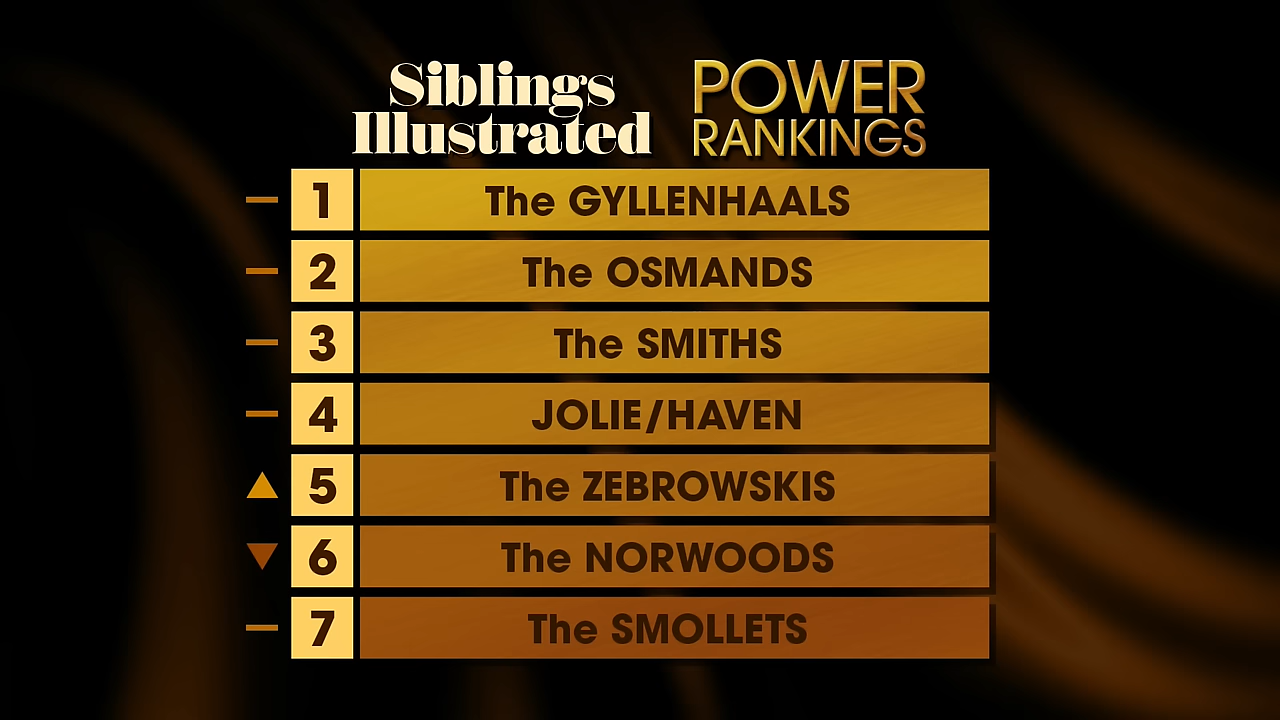 Siblings
Illustrated
POWER
RANKINGS
1 The GYLLENHAALS
2 The OSMANDS
3 The SMITHS
4 JOLIE/HAVEN
5 The ZEBROWSKIS
6 The NORWOODS
7 The SMOLLETS